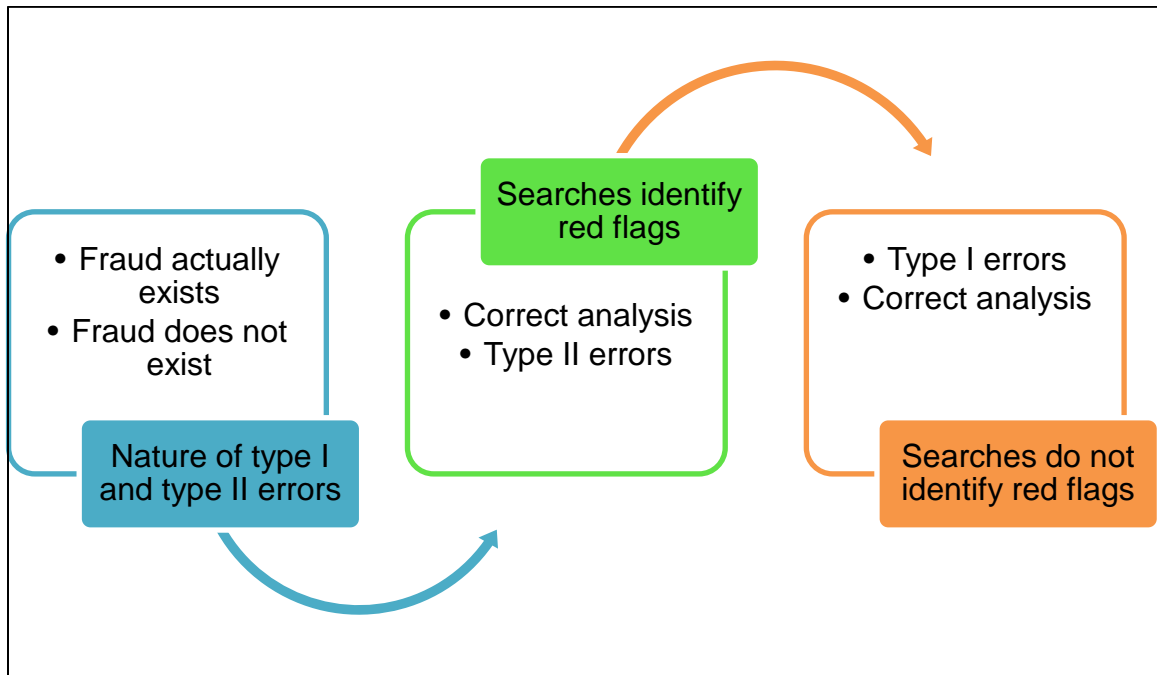 • Fraud actually
exists
• Fraud does not
exist
Nature of type I
and type II errors
Searches identify
red flags
• Correct analysis
• Type II errors
• Type I errors
• Correct analysis
Searches do not
identify red flags